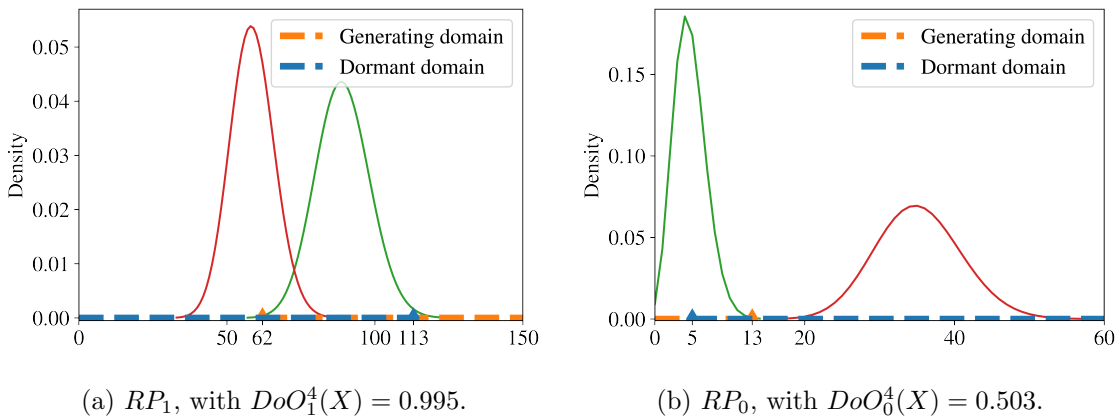 Density
0.05
0.04
0.03
0.02
0.01
0.00
Generating domain
Dormant domain
0
50
62
100
113
150
(a) RP₁, with DoO₁⁴(X) = 0.995.
Density
0.15
0.10
0.05
0.00
Generating domain
Dormant domain
0
5
13
20
40
60
(b) RP₀, with DoO₀⁴(X) = 0.503.